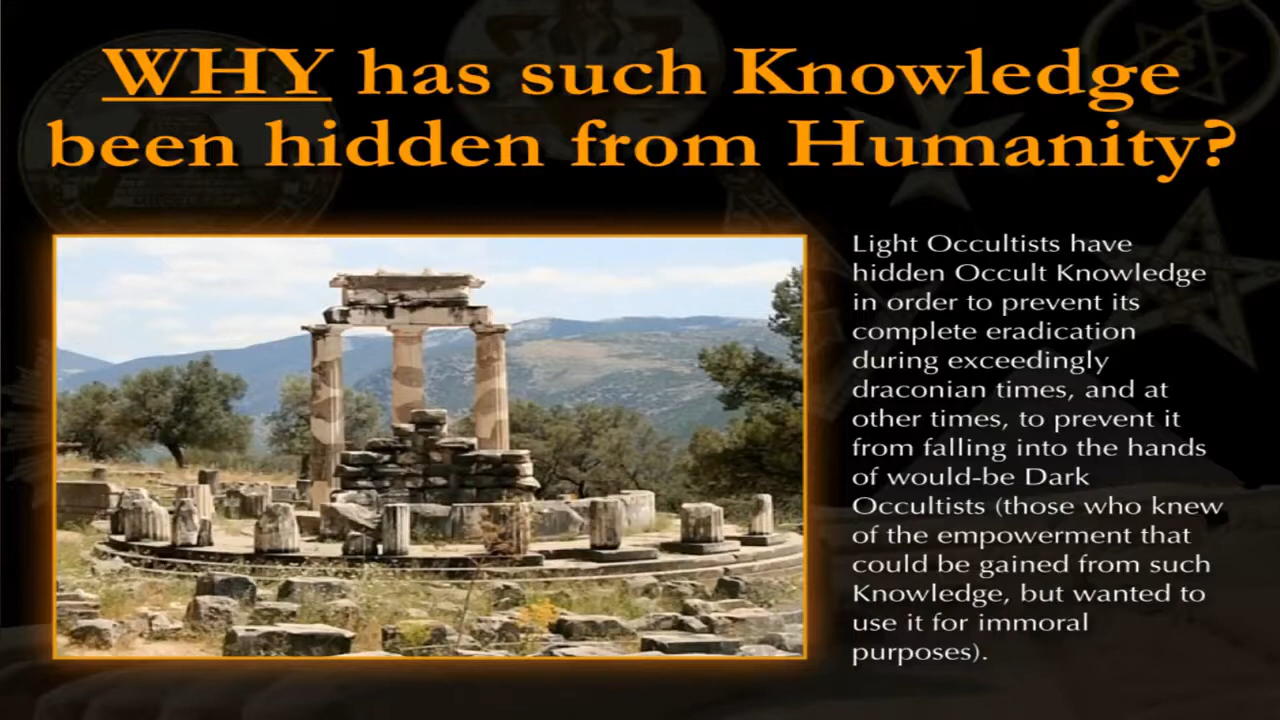 WHY has such Knowledge
been hidden from Humanity?
Light Occultists have
hidden Occult Knowledge
in order to prevent its
complete eradication
during exceedingly
draconian times, and at
other times, to prevent it
from falling into the hands
of would-be Dark
Occultists (those who knew
of the empowerment that
could be gained from such
Knowledge, but wanted to
use it for immoral
purposes).